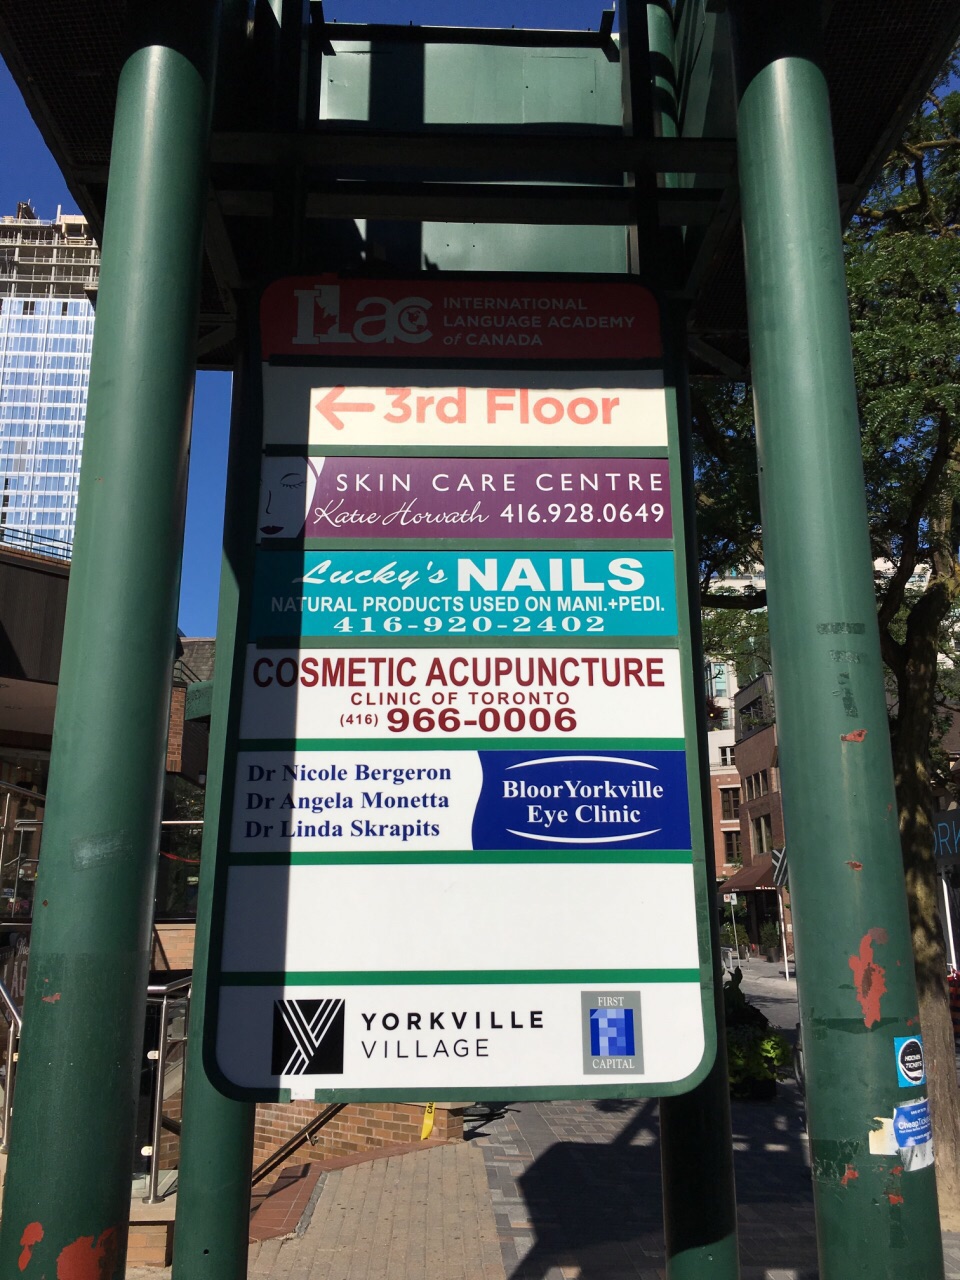 ilac INTERNATIONAL
LANGUAGE ACADEMY
of CANADA
← 3rd Floor
SKIN CARE CENTRE
Katie Horvath 416.928.0649
Lucky's NAILS
NATURAL PRODUCTS USED ON MANI.+PEDI.
416-920-2402
COSMETIC ACUPUNCTURE
CLINIC OF TORONTO
(416) 966-0006
Dr Nicole Bergeron
Dr Angela Monetta
Dr Linda Skrapits
BloorYorkville
Eye Clinic
YORKVILLE
VILLAGE
FIRST
CAPITAL